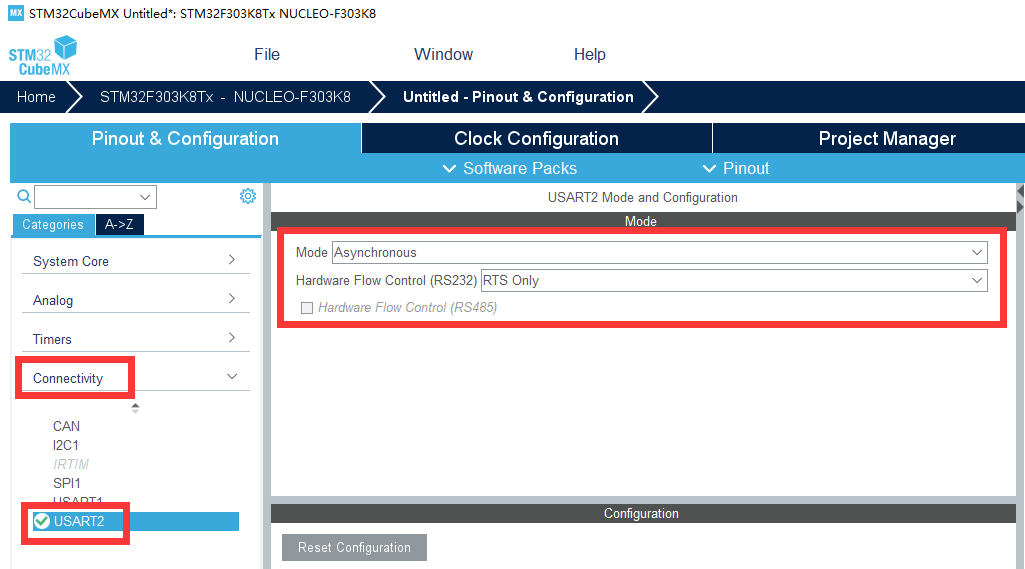 MX STM32CubeMX Untitled*: STM32F303K8Tx NUCLEO-F303K8
STM32
CubeMX
File Window Help
Home STM32F303K8Tx - NUCLEO-F303K8 Untitled - Pinout & Configuration
Pinout & Configuration Clock Configuration Project Manager
Software Packs Pinout
USART2 Mode and Configuration
Categories A->Z
Mode
System Core
Analog
Timers
Connectivity
CAN
I2C1
IRTIM
SPI1
USART1
USART2
Mode Asynchronous
Hardware Flow Control (RS232) RTS Only
Hardware Flow Control (RS485)
Configuration
Reset Configuration